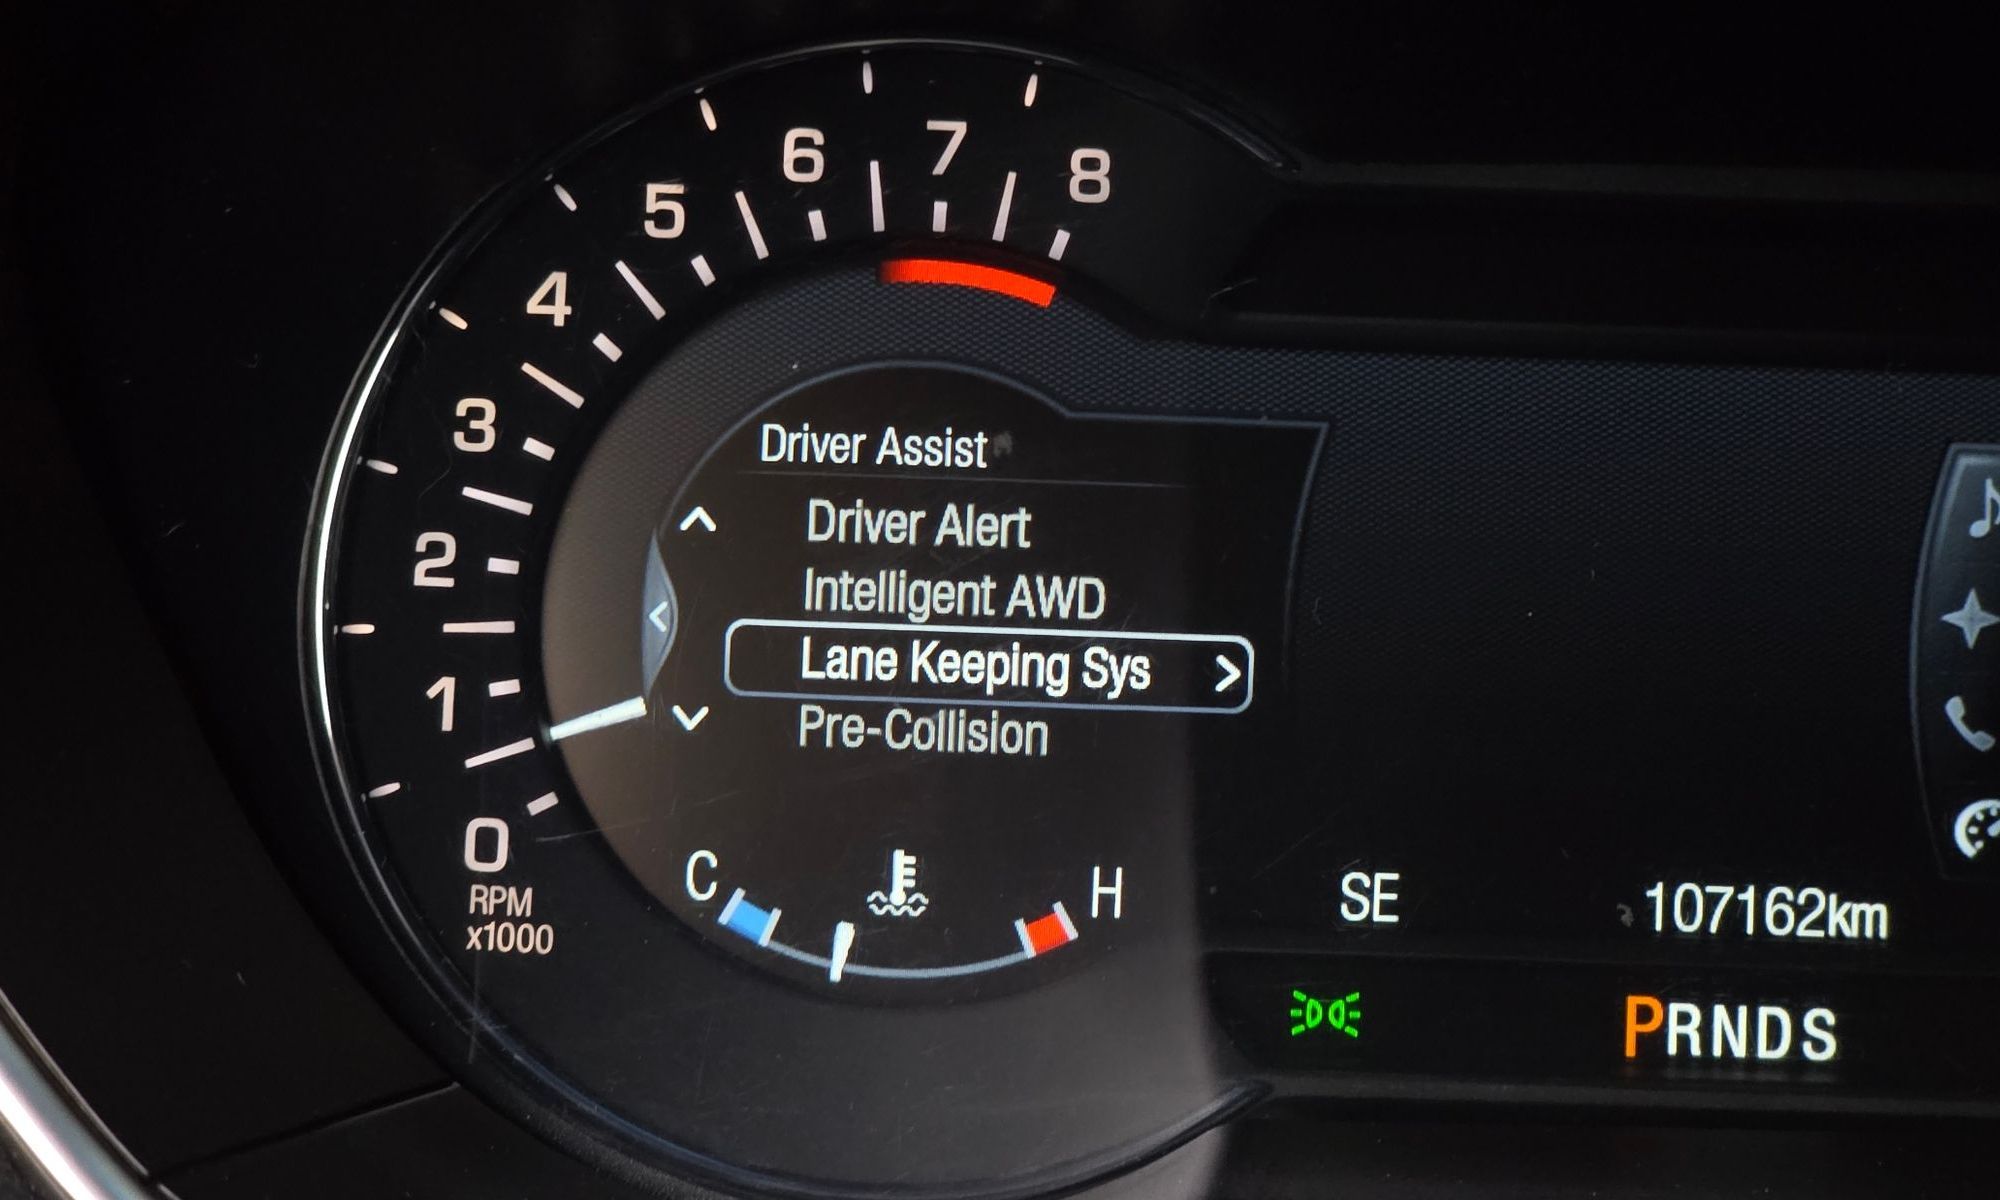 8
7
6
5
4
3
2
1
0
RPM
x1000
Driver Assist
Driver Alert
Intelligent AWD
Lane Keeping Sys >
Pre-Collision
C H
SE
107162km
PRNDS